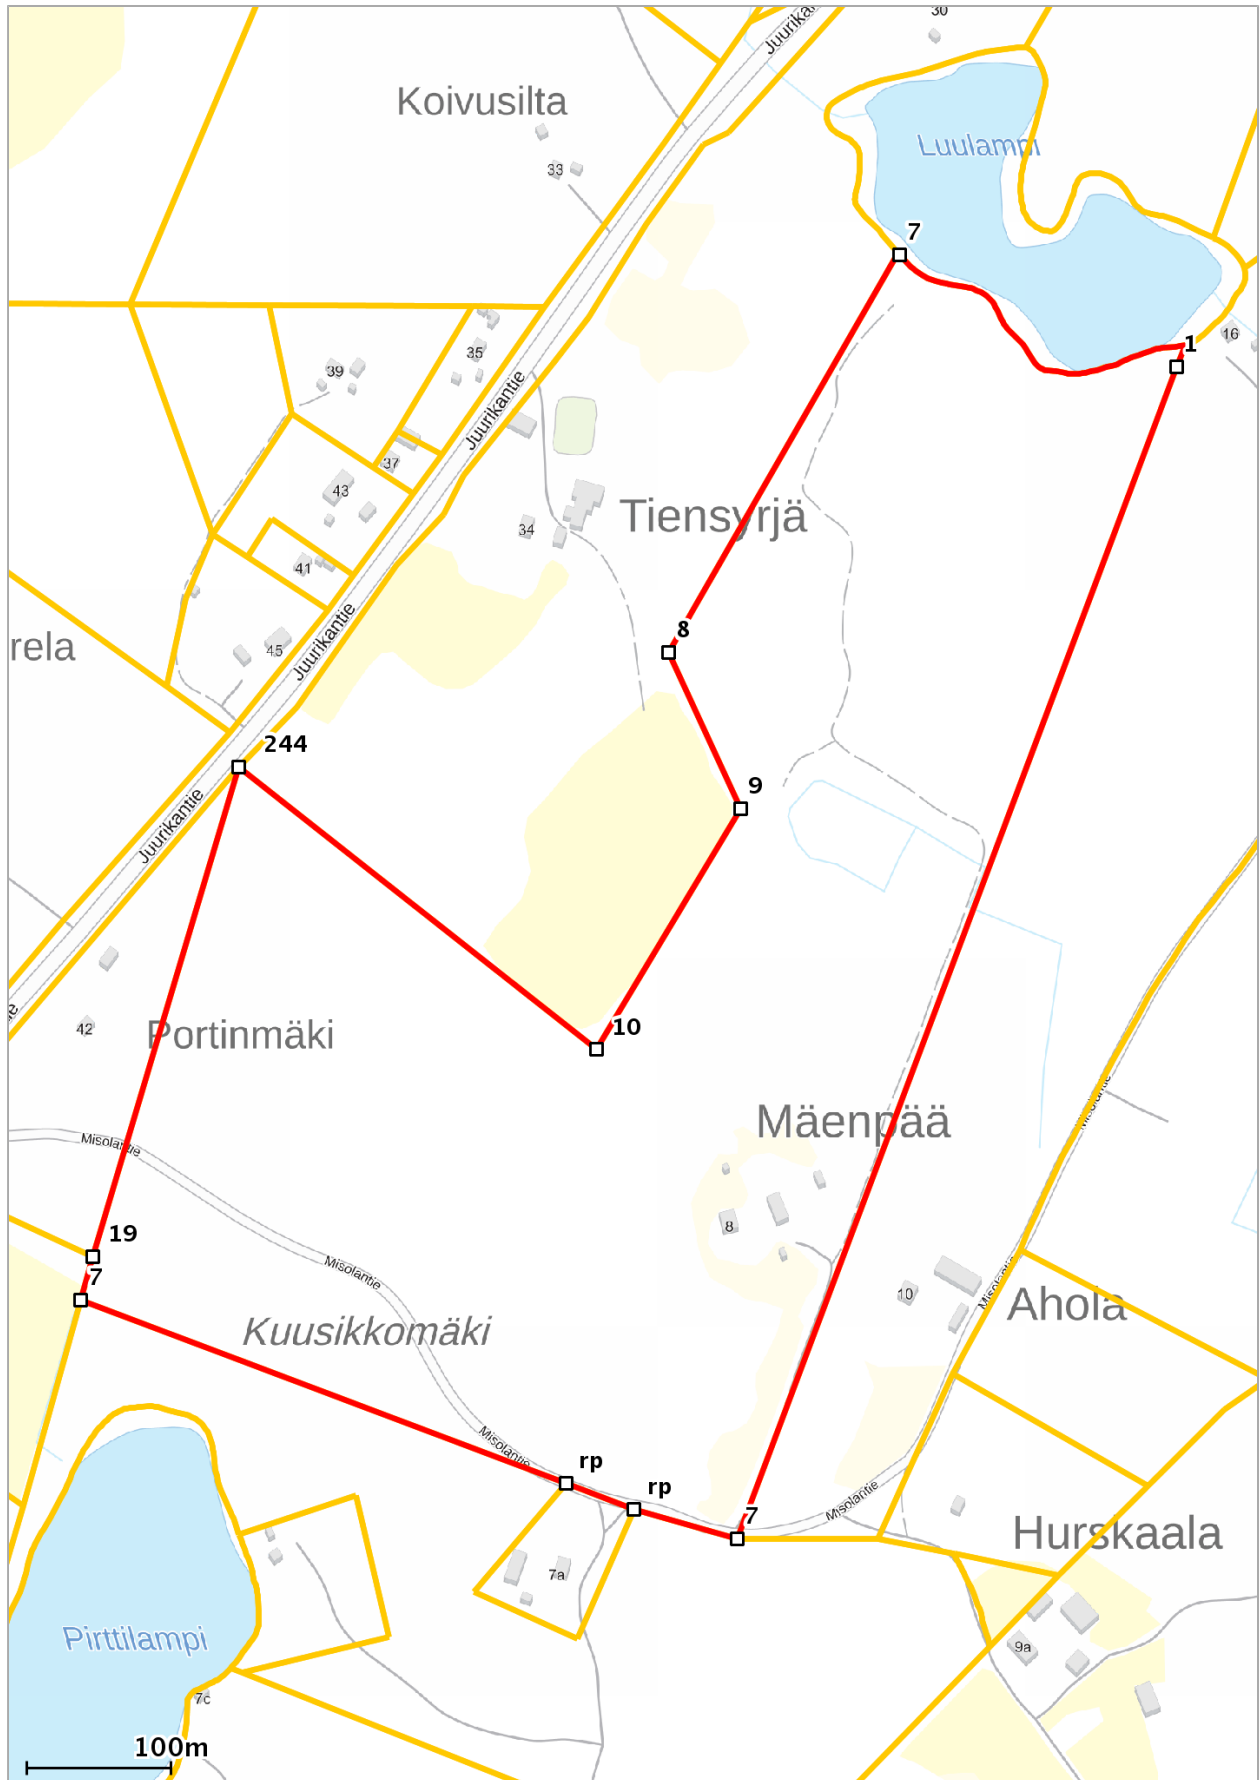 30
Juurika
Koivusilta
Luulampi
33
7
16
1
35
39
Juurikantie
37
43
Tiensyrjä
34
41
Juurikantie
8
rela
45
244
9
Juurikantie
42
Portinmäki
10
Misolantie
Mäenpää
Misolantie
8
19
7
Misolantie
Misolantie
10
Ahola
Kuusikkomäki
Misolantie
rp
rp
7
Misolantie
Hurskaala
7a
Pirttilampi
9a
7c
100m